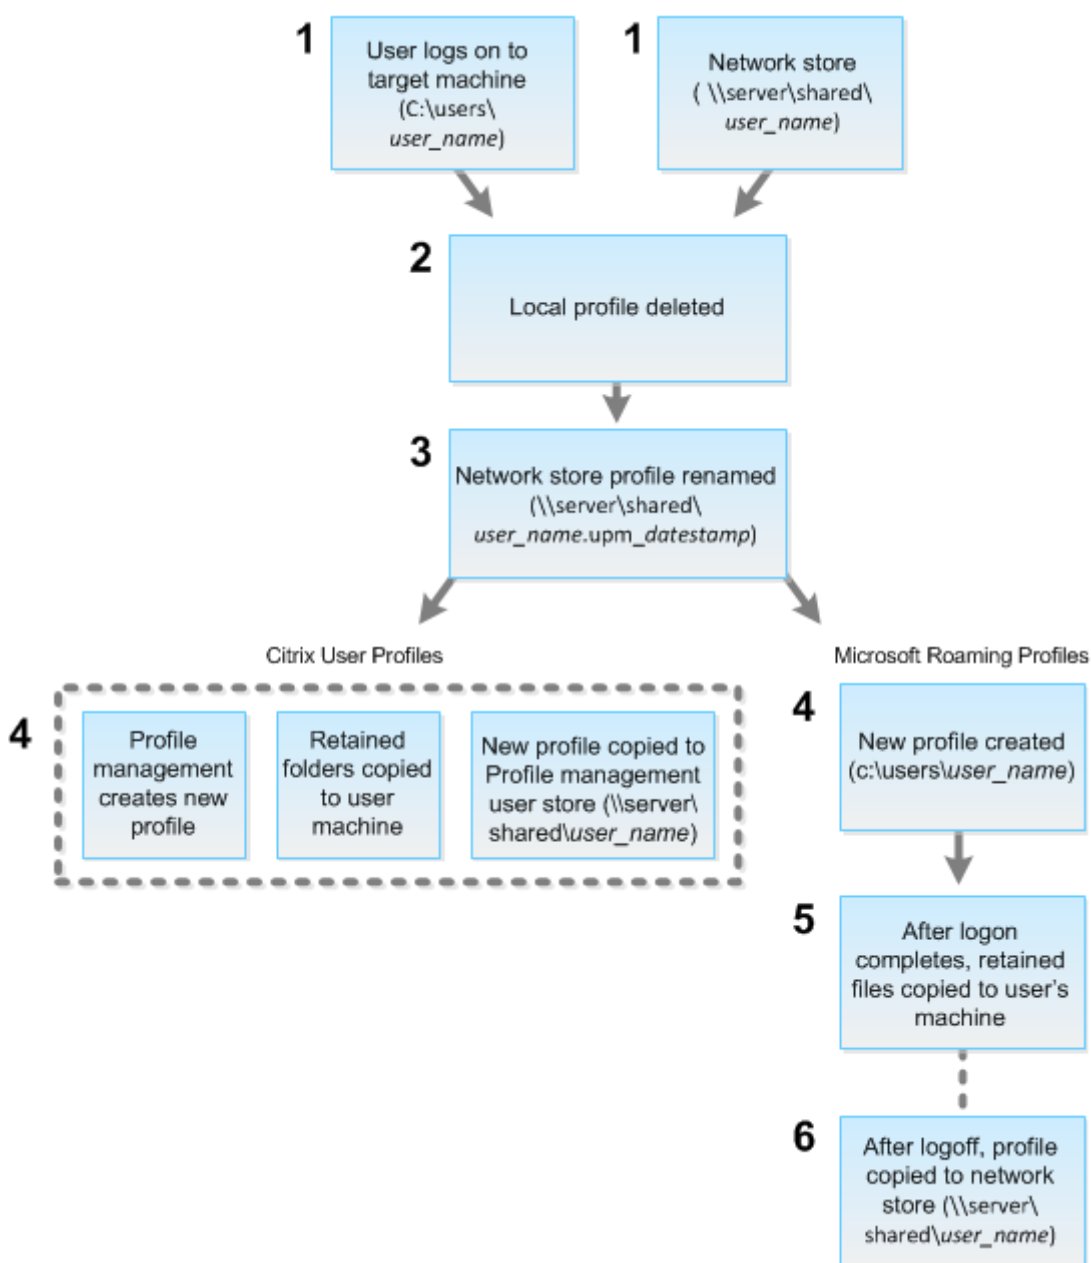 1
User logs on to
target machine
(C:\users\
user_name)
1
Network store
( \\server\shared\
user_name)
2
Local profile deleted
3
Network store profile renamed
(\\server\shared\
user_name.upm_datestamp)
Citrix User Profiles
4
Profile
management
creates new
profile
Retained
folders copied
to user
machine
New profile copied to
Profile management
user store (\\server\
shared\user_name)
Microsoft Roaming Profiles
4
New profile created
(c:\users\user_name)
5
After logon
completes, retained
files copied to user's
machine
6
After logoff, profile
copied to network
store (\\server\
shared\user_name)